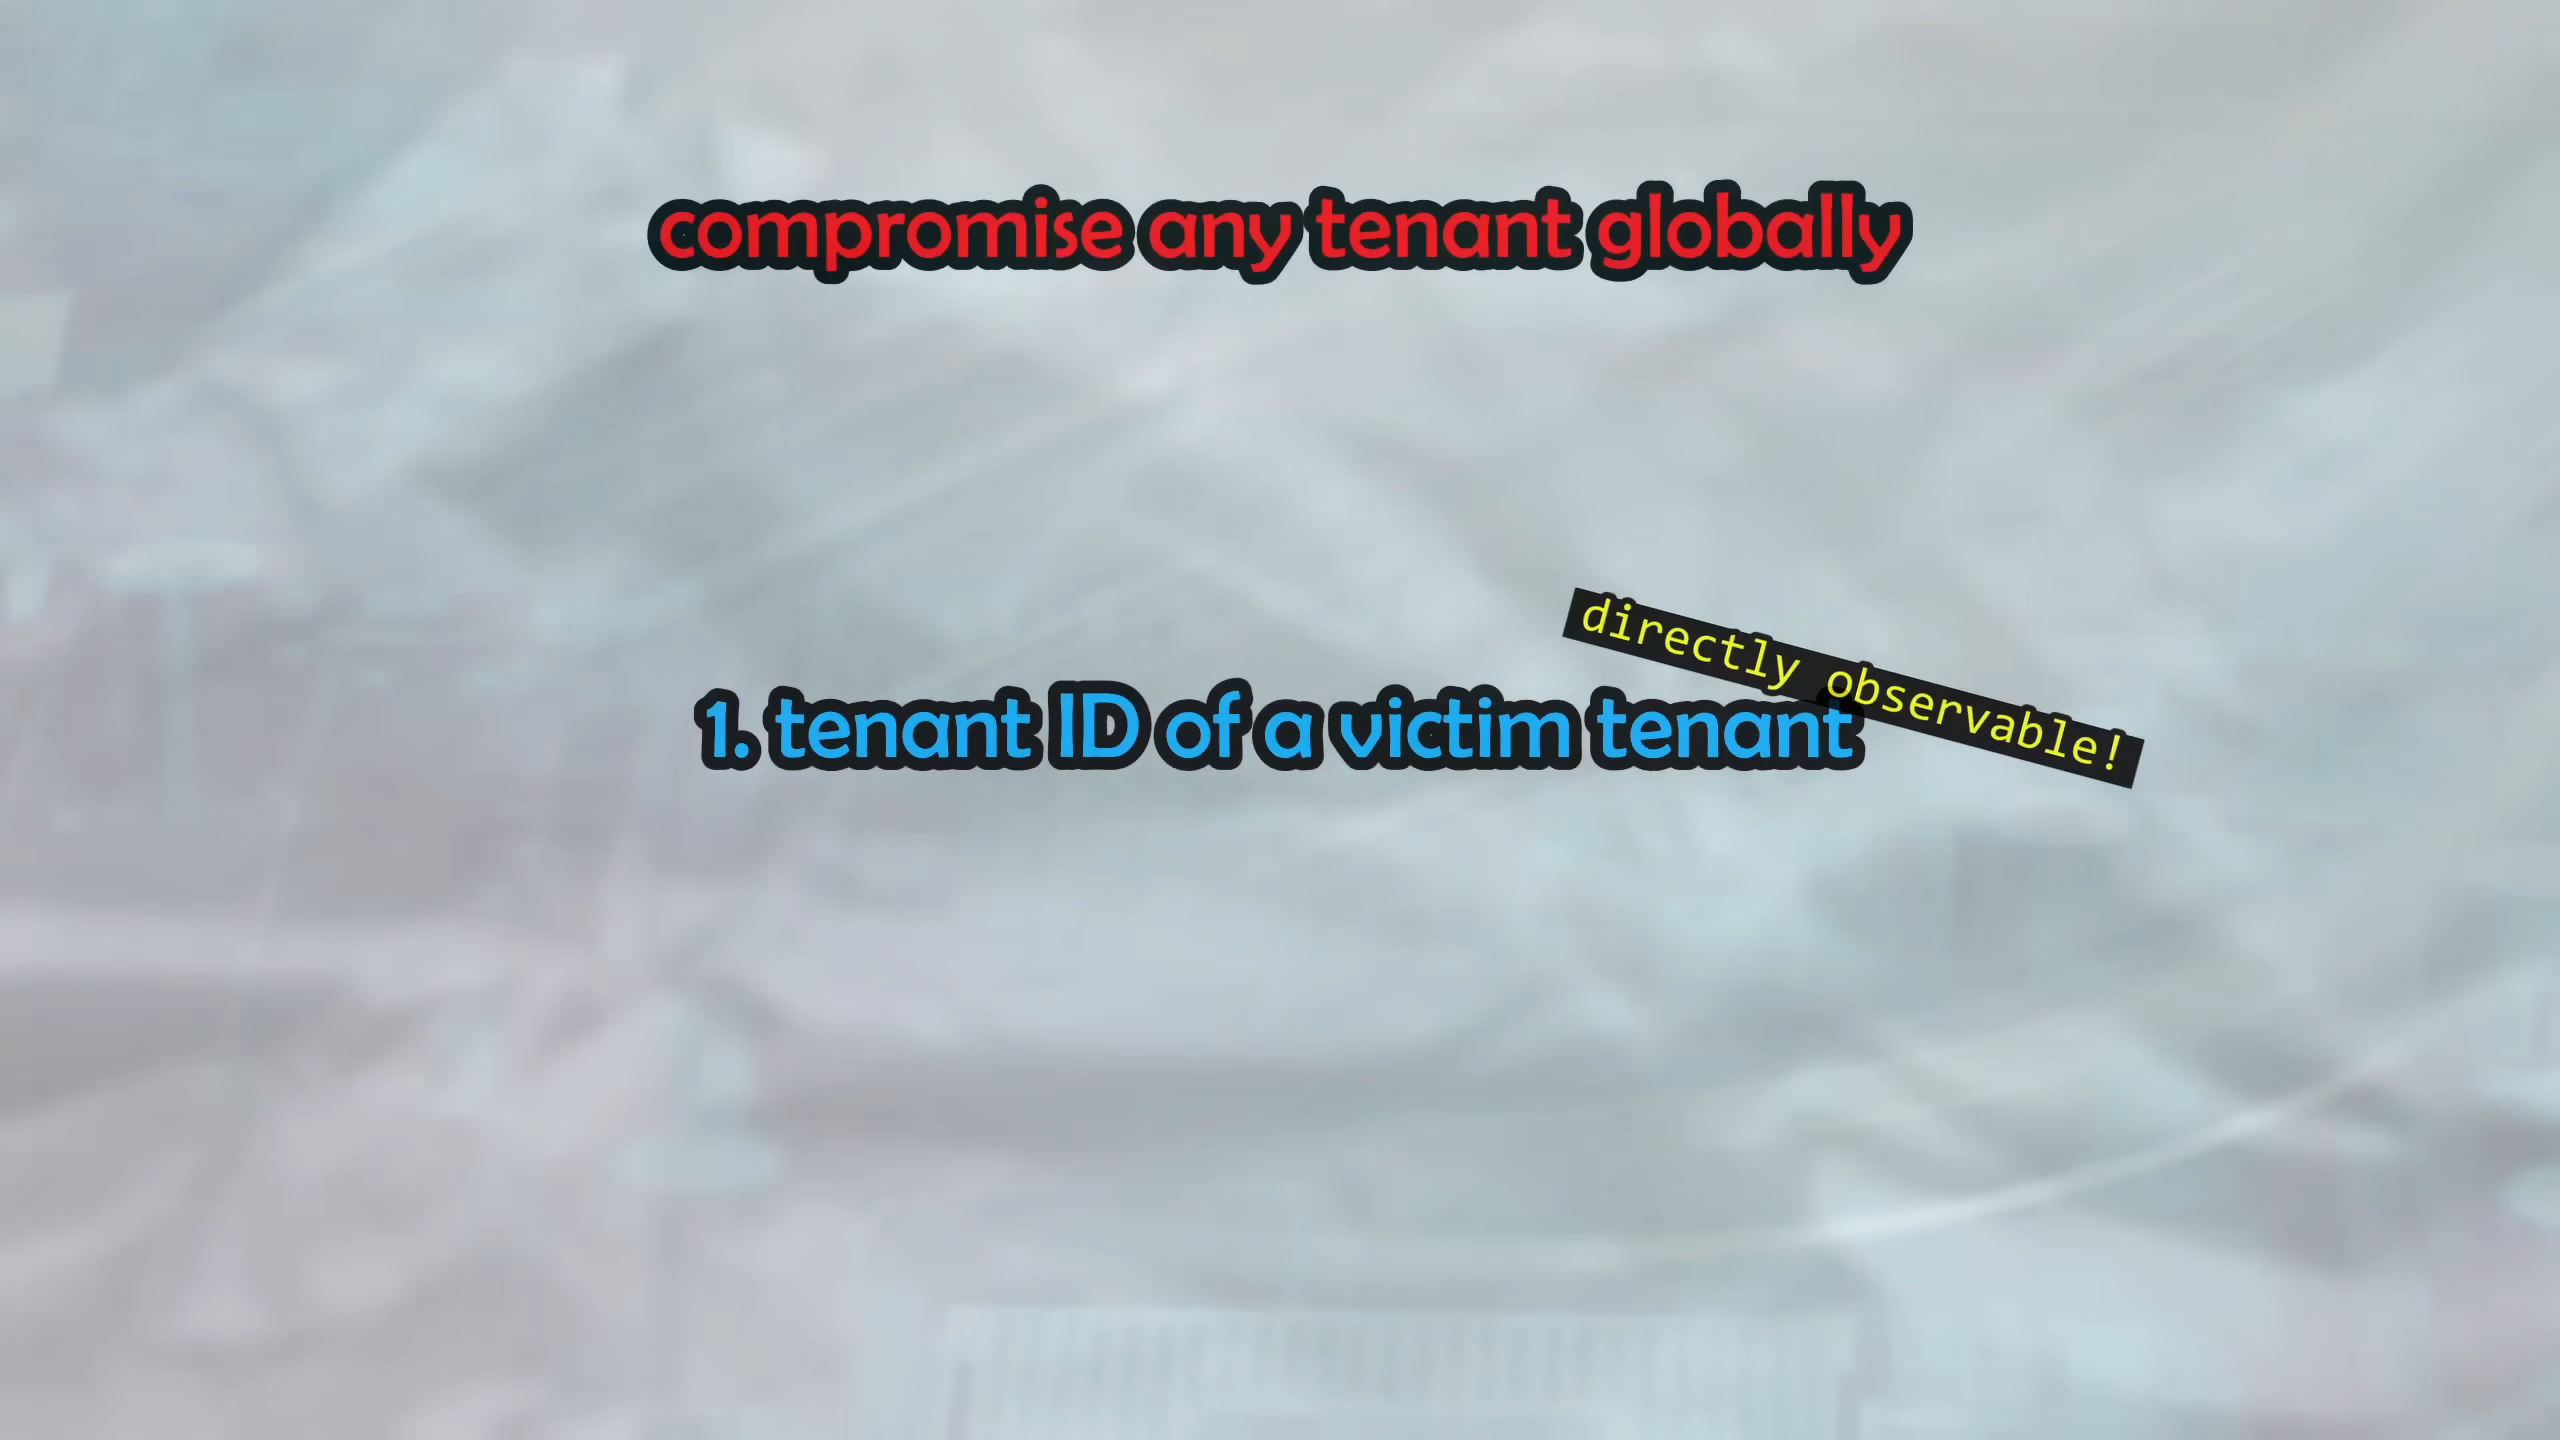 compromise any tenant globally
directly observable!
1. tenant ID of a victim tenant